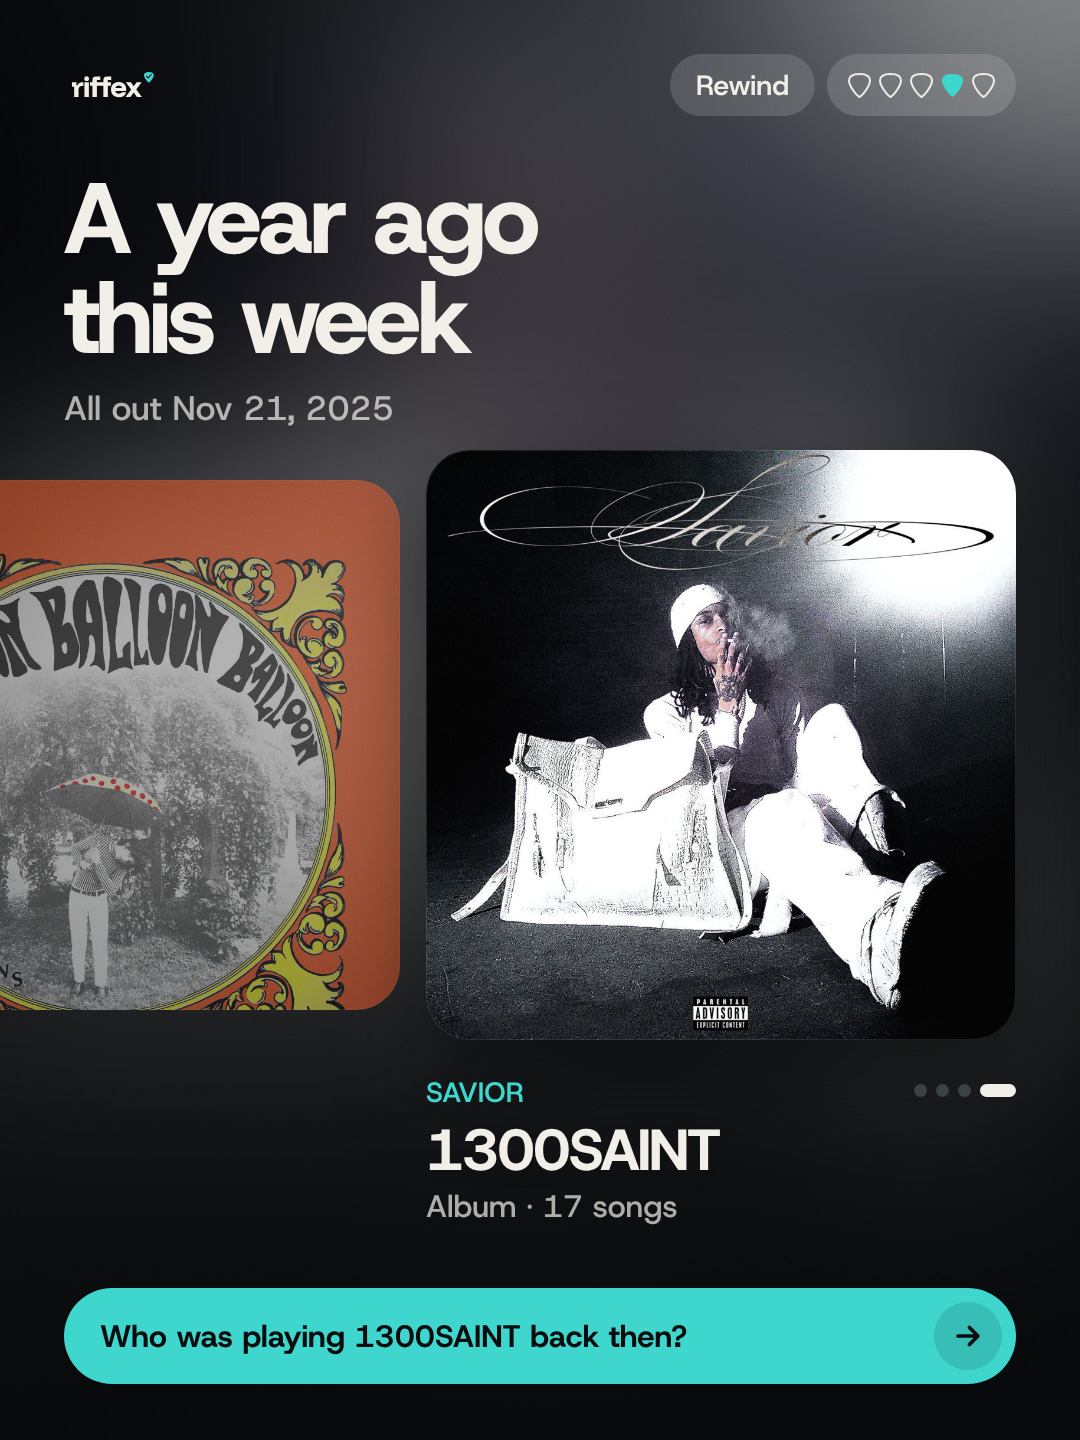 riffex
Rewind
A year ago
this week
All out Nov 21, 2025
Savior
BALLOON BALLOON
PARENTAL
ADVISORY
EXPLICIT CONTENT
SAVIOR
1300SAINT
Album · 17 songs
Who was playing 1300SAINT back then?